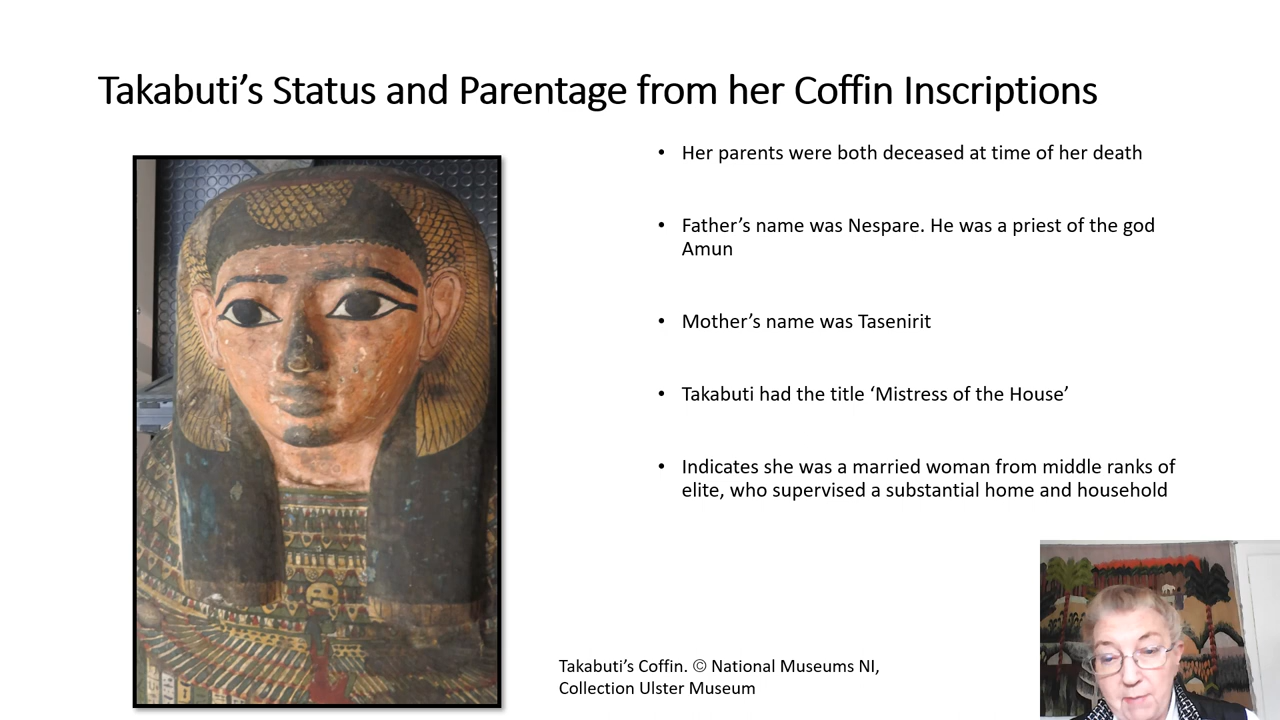 Takabuti’s Status and Parentage from her Coffin Inscriptions
• Her parents were both deceased at time of her death
• Father’s name was Nespare. He was a priest of the god
Amun
• Mother’s name was Tasenirit
• Takabuti had the title ‘Mistress of the House’
• Indicates she was a married woman from middle ranks of
elite, who supervised a substantial home and household
Takabuti’s Coffin. © National Museums NI,
Collection Ulster Museum